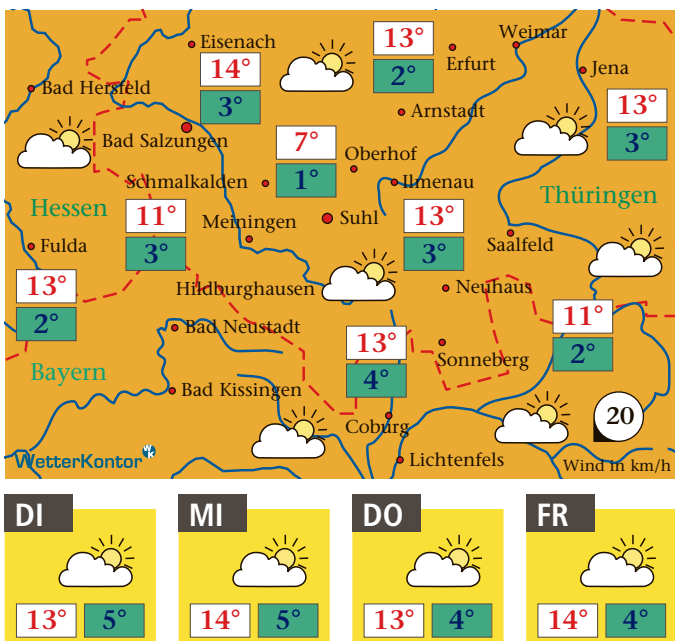 Weimar
13°
Eisenach
Erfurt
14°
2°
Jena
Bad Hersfeld
3°
13°
Arnstadt
Bad Salzungen
7°
3°
Oberhof
1°
Schmalkalden
Ilmenau
Thüringen
Hessen
11°
13°
Meiningen
Suhl
Saalfeld
Fulda
3°
3°
13°
Hildburghausen
Neuhaus
2°
11°
Bad Neustadt
13°
Sonneberg
2°
Bayern
4°
Bad Kissingen
20
Coburg
WetterKontor
WK
Lichtenfels
Wind in km/h
DI
MI
DO
FR
13° 5°
14° 5°
13° 4°
14° 4°